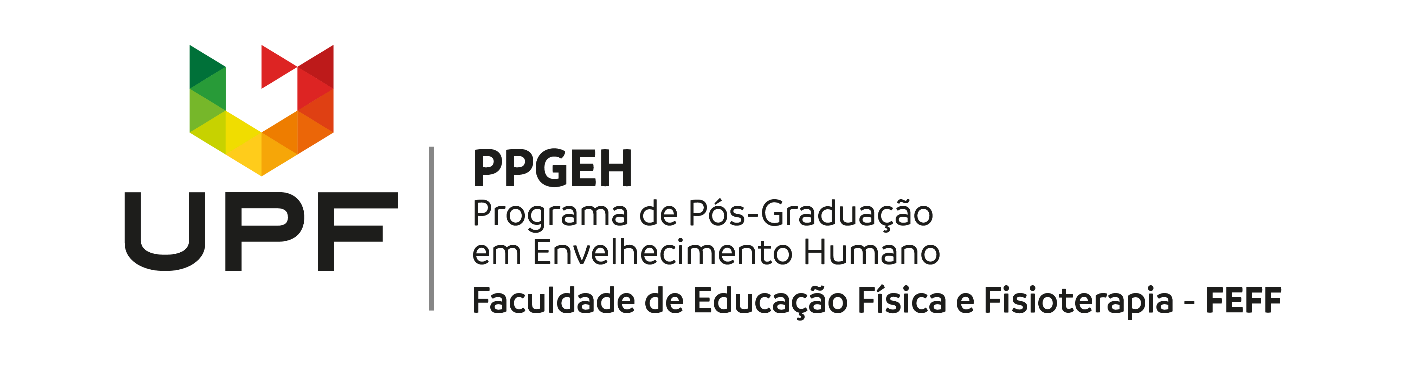 UPF
PPGEH
Programa de Pós-Graduação
em Envelhecimento Humano
Faculdade de Educação Física e Fisioterapia - FEFF